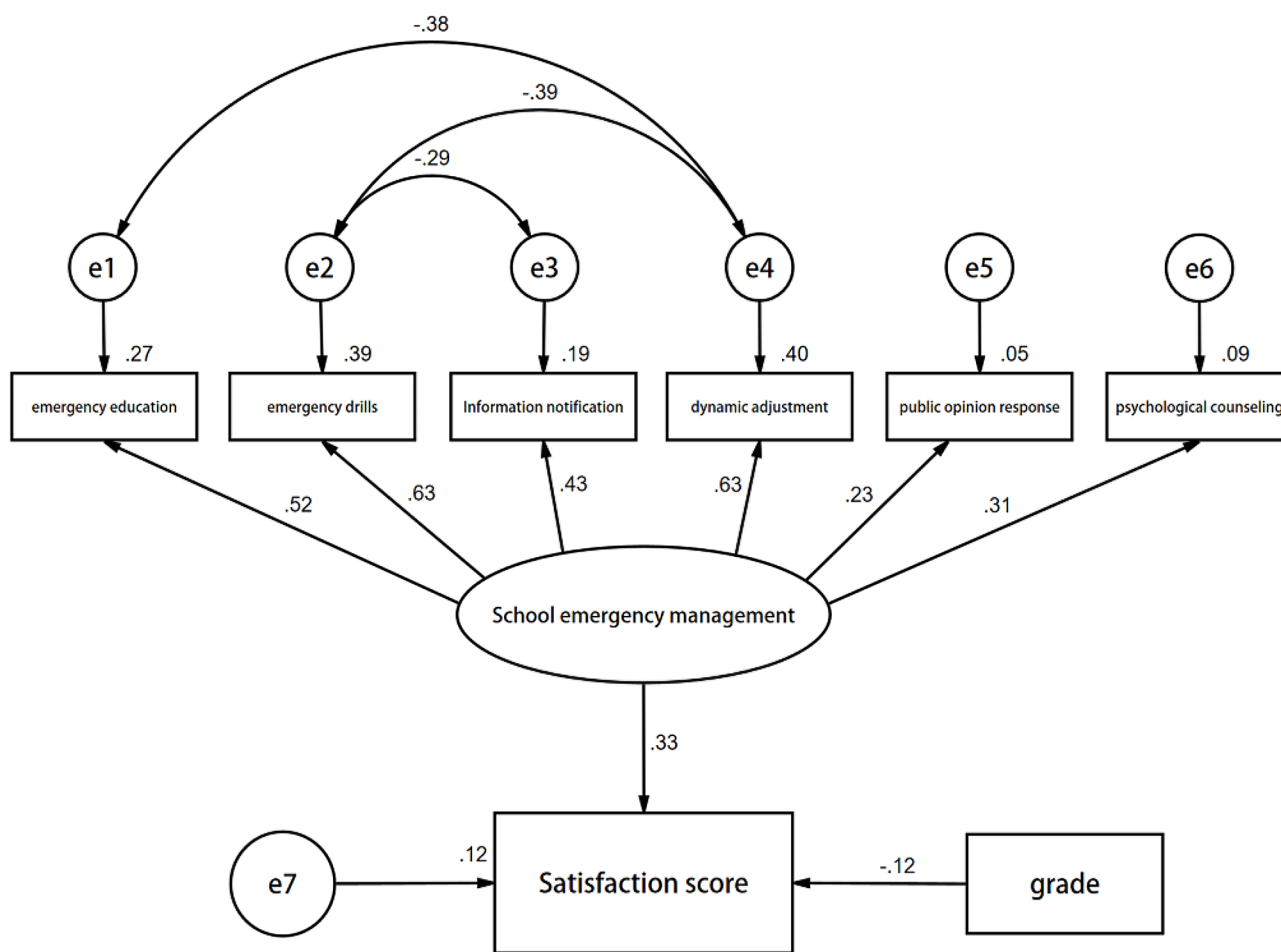 -.38
-.39
-.29
e1
e2
e3
e4
e5
e6
.27
.39
.19
.40
.05
.09
emergency education
emergency drills
Information notification
dynamic adjustment
public opinion response
psychological counseling
.52
.63
.43
.63
.23
.31
School emergency management
.33
e7
.12
Satisfaction score
-.12
grade